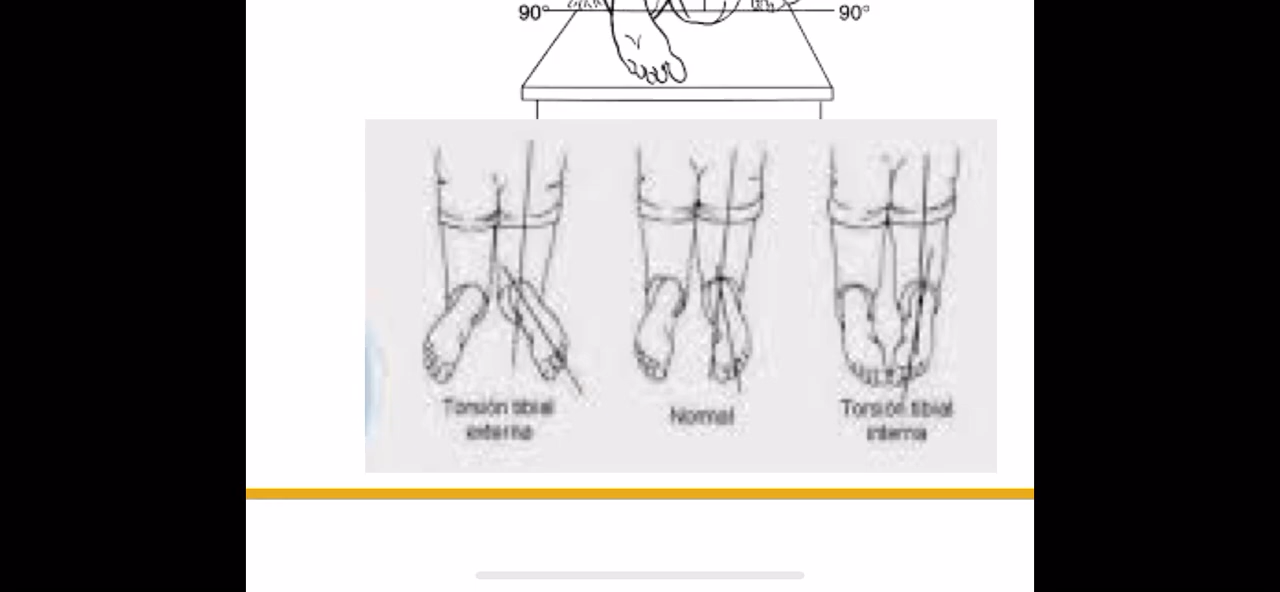 90°
90°
Torsión tibial
externa
Normal
Torsión tibial
interna